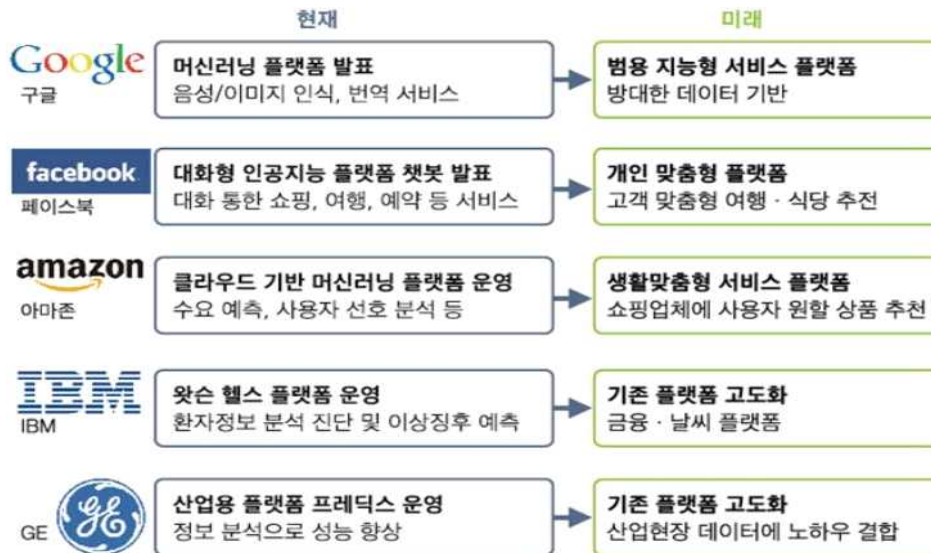 현재
미래
Google
구글
머신러닝 플랫폼 발표
음성/이미지 인식, 번역 서비스
범용 지능형 서비스 플랫폼
방대한 데이터 기반
facebook
페이스북
대화형 인공지능 플랫폼 챗봇 발표
대화 통한 쇼핑, 여행, 예약 등 서비스
개인 맞춤형 플랫폼
고객 맞춤형 여행 · 식당 추전
amazon
아마존
클라우드 기반 머신러닝 플랫폼 운영
수요 예측, 사용자 선호 분석 등
생활맞춤형 서비스 플랫폼
쇼핑업체에 사용자 원할 상품 추천
IBM
IBM
왓슨 헬스 플랫폼 운영
환자정보 분석 진단 및 이상징후 예측
기존 플랫폼 고도화
금융 · 날씨 플랫폼
GE
GE
산업용 플랫폼 프레딕스 운영
정보 분석으로 성능 향상
기존 플랫폼 고도화
산업현장 데이터에 노하우 결합